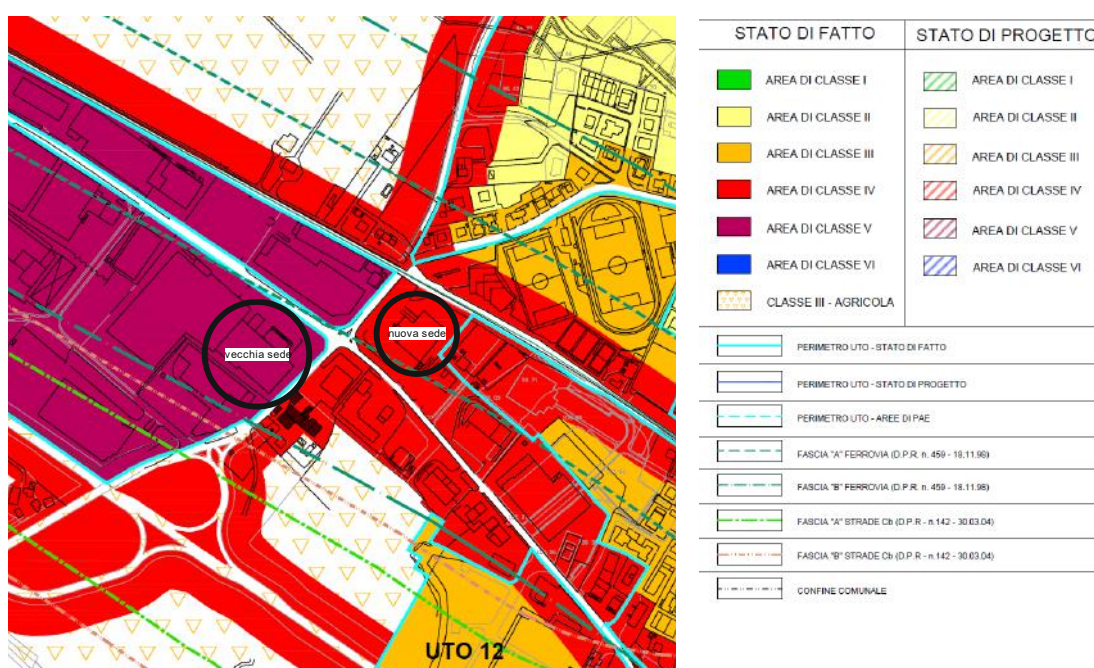 vecchia sede
nuova sede
UTO 12
STATO DI FATTO
AREA DI CLASSE I
AREA DI CLASSE II
AREA DI CLASSE III
AREA DI CLASSE IV
AREA DI CLASSE V
AREA DI CLASSE VI
CLASSE III - AGRICOLA
STATO DI PROGETTO
AREA DI CLASSE I
AREA DI CLASSE II
AREA DI CLASSE III
AREA DI CLASSE IV
AREA DI CLASSE V
AREA DI CLASSE VI
PERIMETRO UTO - STATO DI FATTO
PERIMETRO UTO - STATO DI PROGETTO
PERIMETRO UTO - AREE DI PAE
FASCIA "A" FERROVIA (D.P.R. n. 459 - 18.11.98)
FASCIA "B" FERROVIA (D.P.R. n. 459 - 18.11.98)
FASCIA "A" STRADE Cb (D.P.R - n.142 - 30.03.04)
FASCIA "B" STRADE Cb (D.P.R - n.142 - 30.03.04)
CONFINE COMUNALE